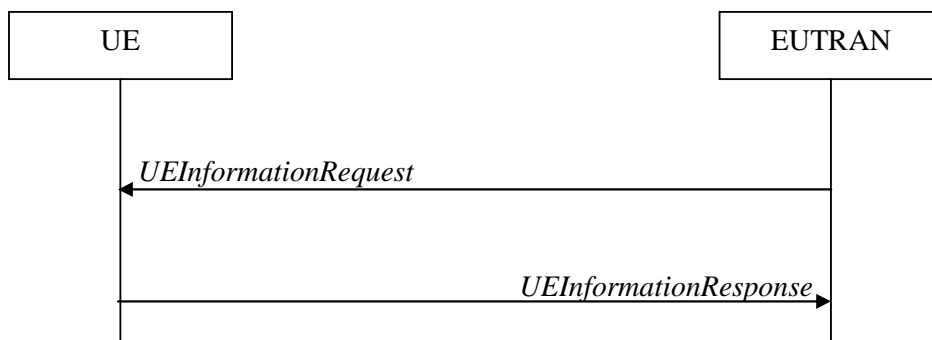 UE
EUTRAN
UEInformationRequest
UEInformationResponse